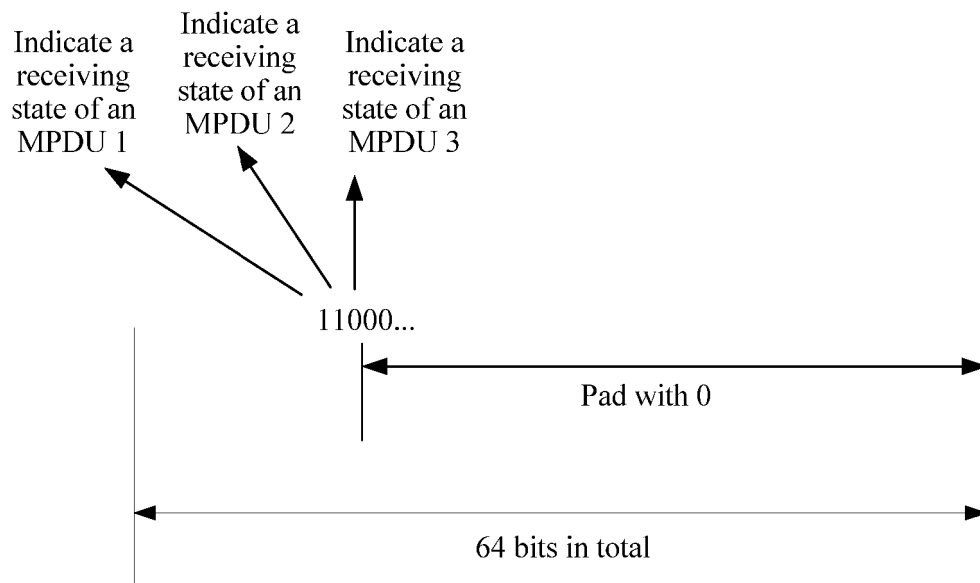 Indicate a
receiving
state of an
MPDU 1
Indicate a
receiving
state of an
MPDU 2
Indicate a
receiving
state of an
MPDU 3
11000...
Pad with 0
64 bits in total